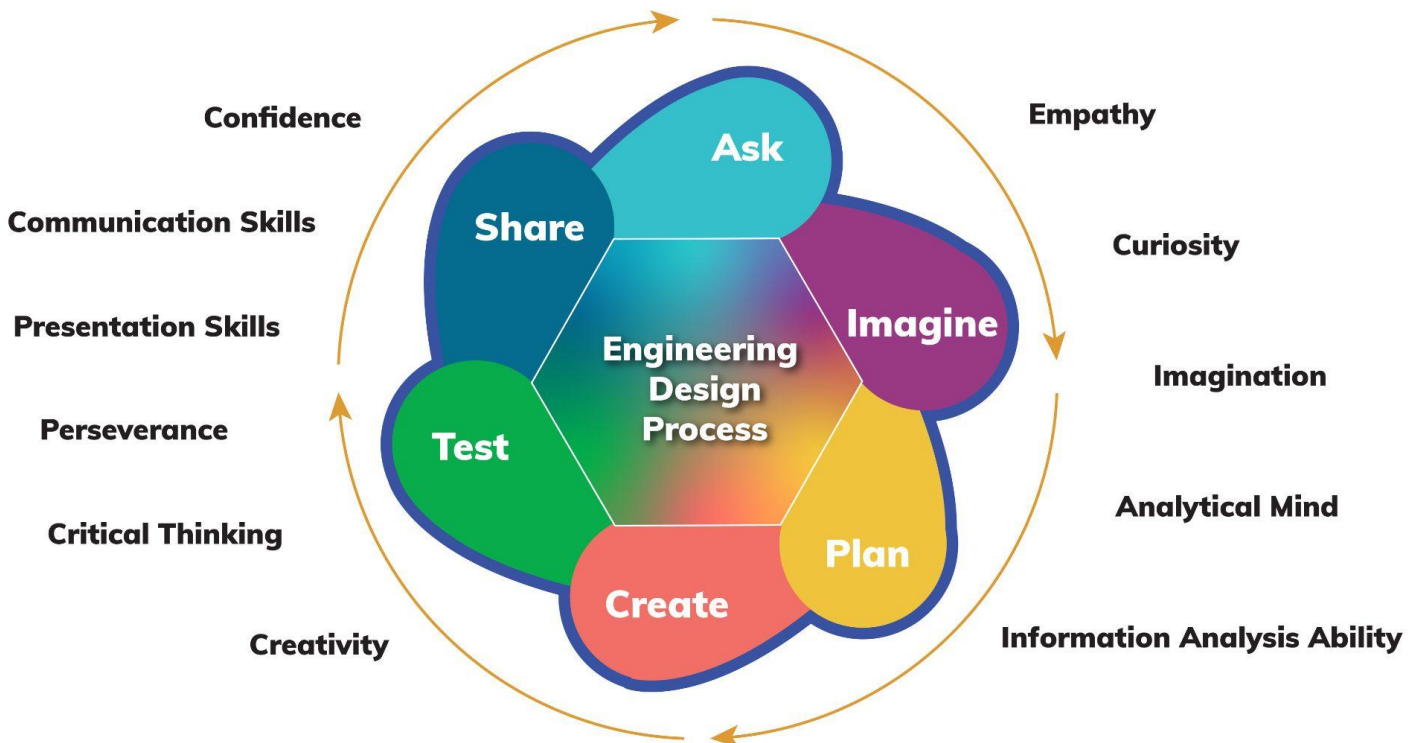 Confidence
Communication Skills
Presentation Skills
Perseverance
Critical Thinking
Creativity
Ask
Imagine
Plan
Create
Test
Share
Engineering
Design
Process
Empathy
Curiosity
Imagination
Analytical Mind
Information Analysis Ability